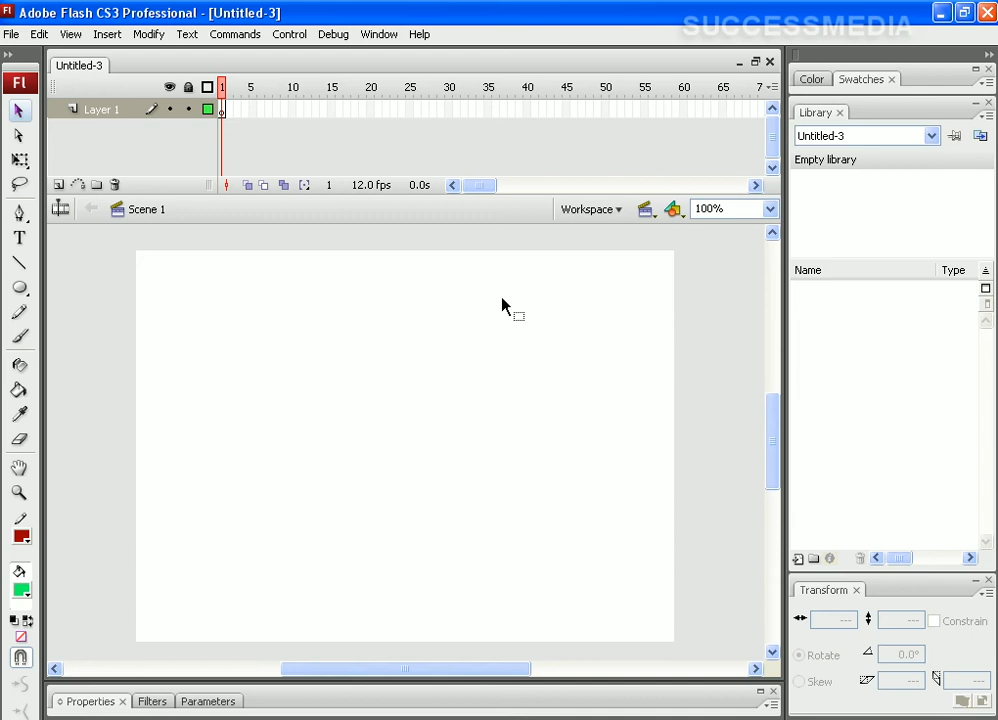 Fl Adobe Flash CS3 Professional - [Untitled-3]
SUCCESSMEDIA
File Edit View Insert Modify Text Commands Control Debug Window Help
Untitled-3
Fl
1 5 10 15 20 25 30 35 40 45 50 55 60 65 7
Layer 1
1 12.0 fps 0.0s
Scene 1
Workspace
100%
T
Color Swatches
Library
Untitled-3
Empty library
Name Type
Transform
--- --- Constrain
Rotate 0.0°
Skew --- ---
Properties Filters Parameters